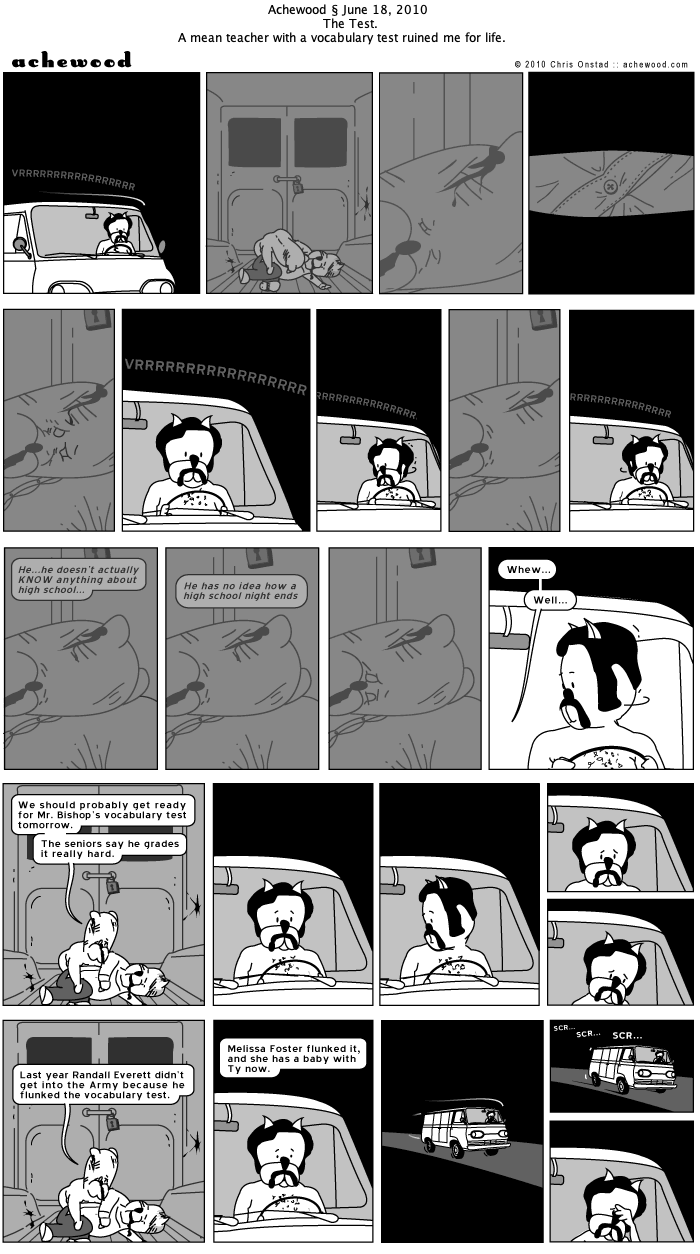 Achewood § June 18, 2010
The Test.
A mean teacher with a vocabulary test ruined me for life.
achewood
© 2010 Chris Onstad :: achewood.com
VRRRRRRRRRRRRRRRRR
VRRRRRRRRRRRRRRRRR
RRRRRRRRRRRRRRRRR
RRRRRRRRRRRRRRRRR
He...he doesn't actually
KNOW anything about
high school...
He has no idea how a
high school night ends
Whew...
Well...
We should probably get ready
for Mr. Bishop's vocabulary test
tomorrow.
The seniors say he grades
it really hard.
Last year Randall Everett didn't
get into the Army because he
flunked the vocabulary test.
Melissa Foster flunked it,
and she has a baby with
Ty now.
SCR...
SCR...
SCR...